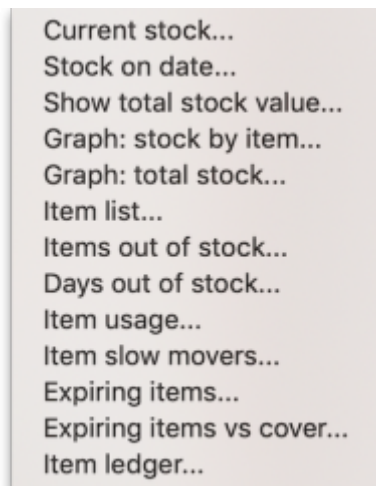 Current stock...
Stock on date...
Show total stock value...
Graph: stock by item...
Graph: total stock...
Item list...
Items out of stock...
Days out of stock...
Item usage...
Item slow movers...
Expiring items...
Expiring items vs cover...
Item ledger...